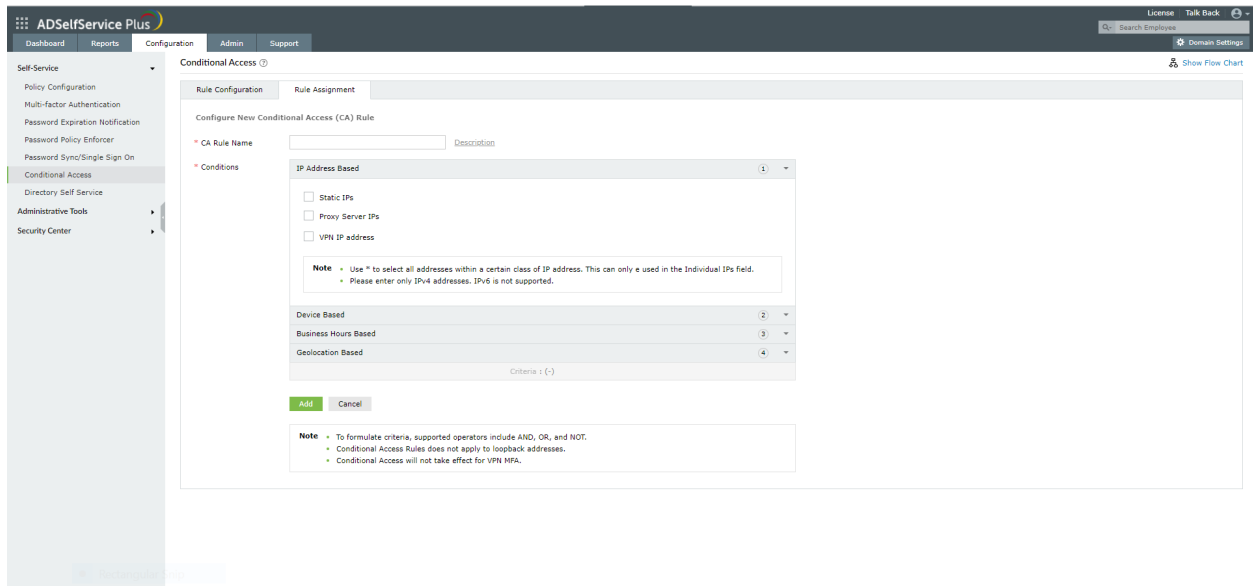 License Talk Back
ADSelfService Plus
Search Employee
Dashboard Reports Configuration Admin Support
Domain Settings
Self-Service
Policy Configuration
Multi-factor Authentication
Password Expiration Notification
Password Policy Enforcer
Password Sync/Single Sign On
Conditional Access
Directory Self Service
Administrative Tools
Security Center
Conditional Access ?
Show Flow Chart
Rule Configuration Rule Assignment
Configure New Conditional Access (CA) Rule
* CA Rule Name Description
* Conditions
IP Address Based 1
Static IPs
Proxy Server IPs
VPN IP address
Note • Use * to select all addresses within a certain class of IP address. This can only e used in the Individual IPs field.
• Please enter only IPv4 addresses. IPv6 is not supported.
Device Based 2
Business Hours Based 3
Geolocation Based 4
Criteria : (-)
Add Cancel
Note • To formulate criteria, supported operators include AND, OR, and NOT.
• Conditional Access Rules does not apply to loopback addresses.
• Conditional Access will not take effect for VPN MFA.